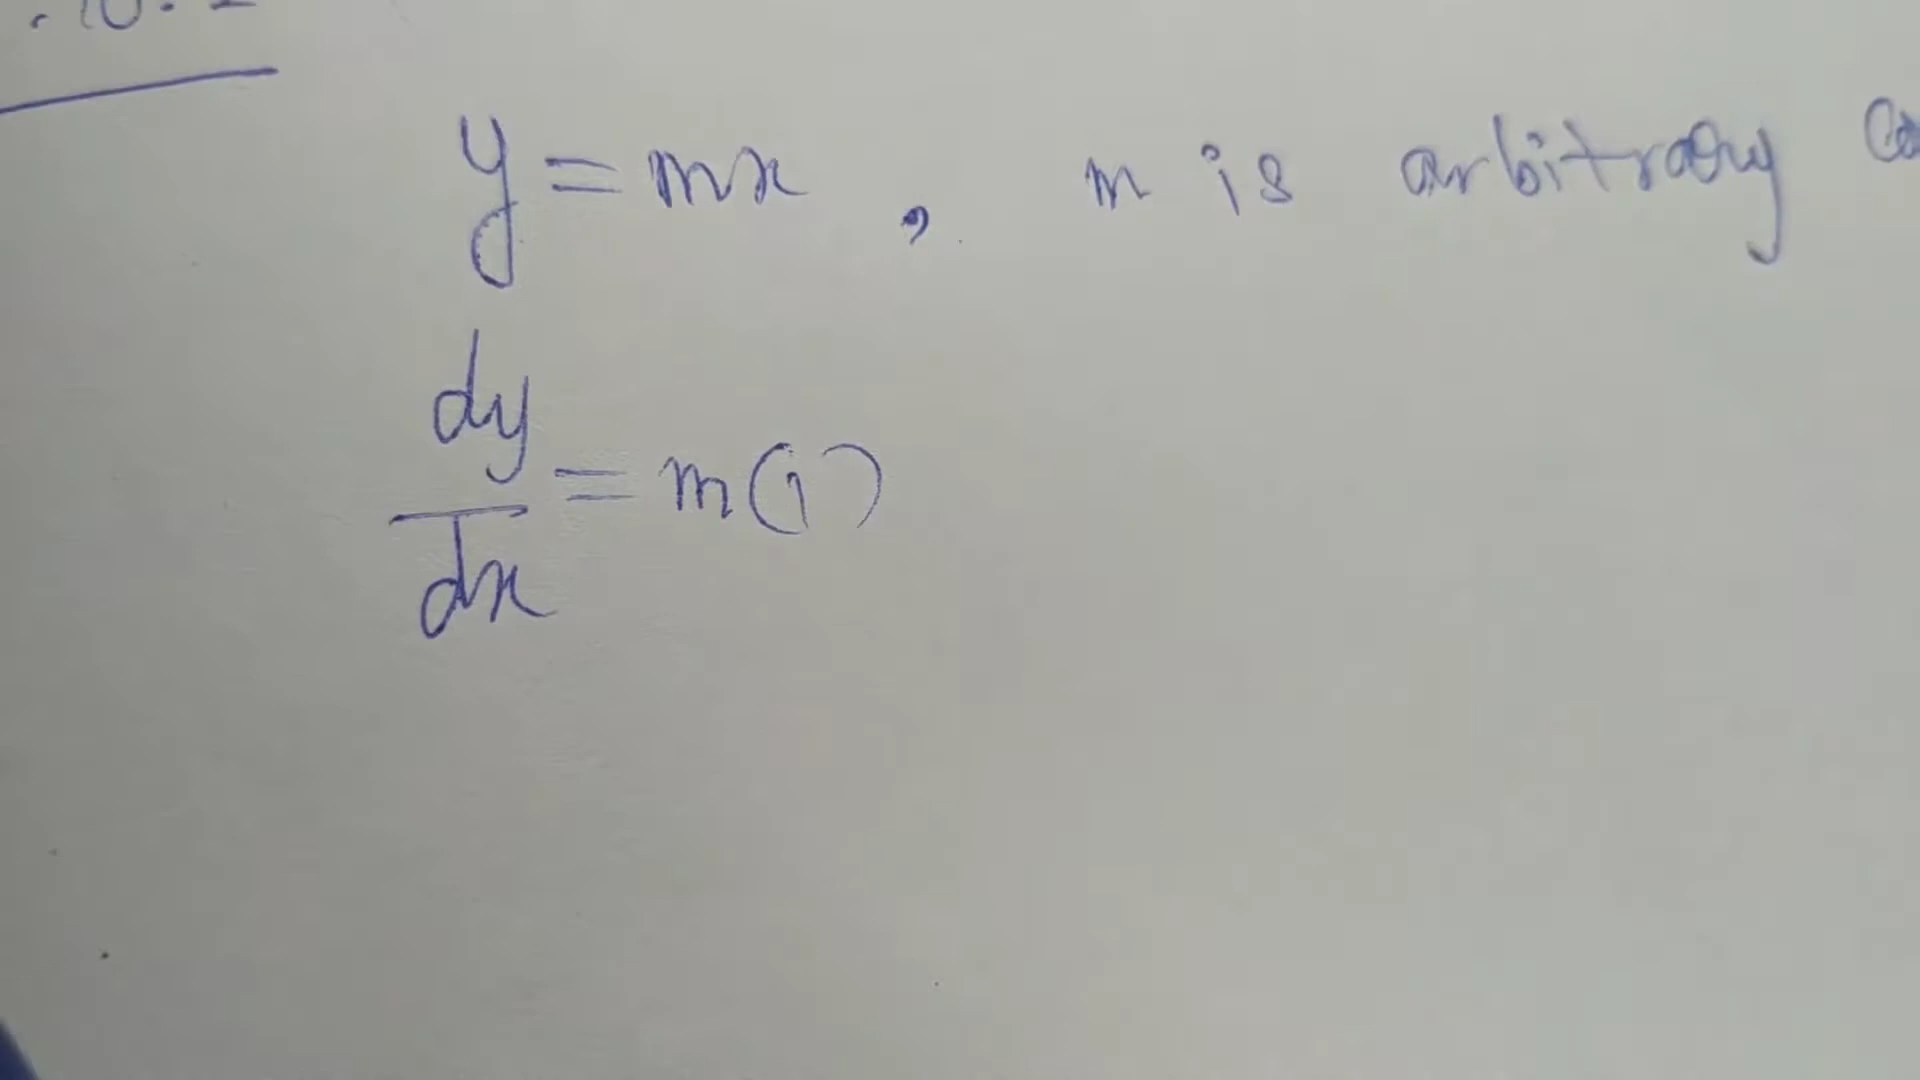 y = mx , m is arbitrary
dy/dx = m(1)